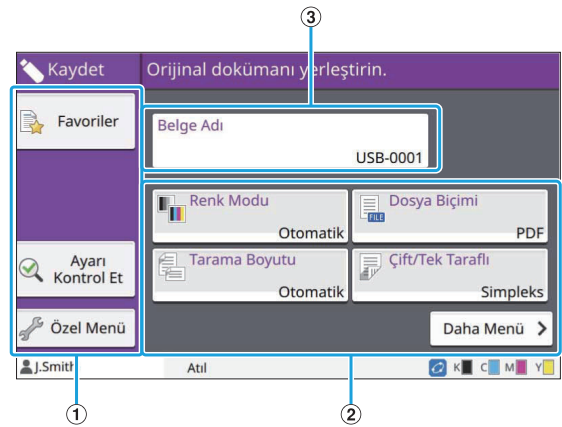 ③
Kaydet
Orijinal dokümanı yerleştirin.
Favoriler
Belge Adı
USB-0001
Renk Modu
Otomatik
Dosya Biçimi
FILE
PDF
Ayarı
Kontrol Et
Tarama Boyutu
Otomatik
Çift/Tek Taraflı
Simpleks
Özel Menü
Daha Menü
J.Smith
Atıl
K C M Y
① ②